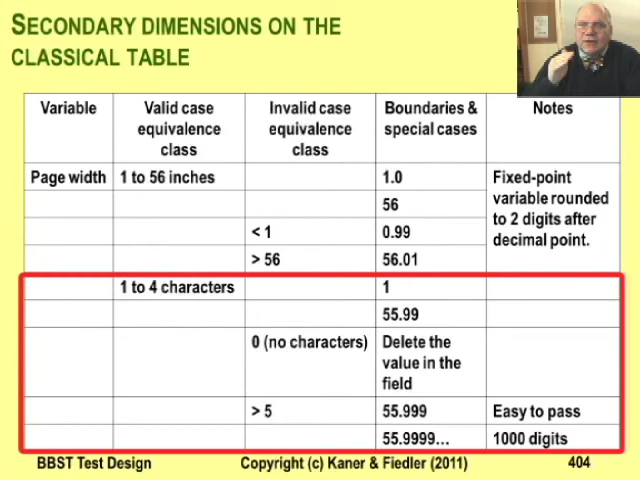 SECONDARY DIMENSIONS ON THE
CLASSICAL TABLE
Variable
Valid case
equivalence
class
Invalid case
equivalence
class
Boundaries &
special cases
Notes
Page width
1 to 56 inches
1.0
Fixed-point
variable rounded
to 2 digits after
decimal point.
56
< 1
0.99
> 56
56.01
1 to 4 characters
1
55.99
0 (no characters)
Delete the
value in the
field
> 5
55.999
Easy to pass
55.9999…
1000 digits
BBST Test Design
Copyright (c) Kaner & Fiedler (2011)
404